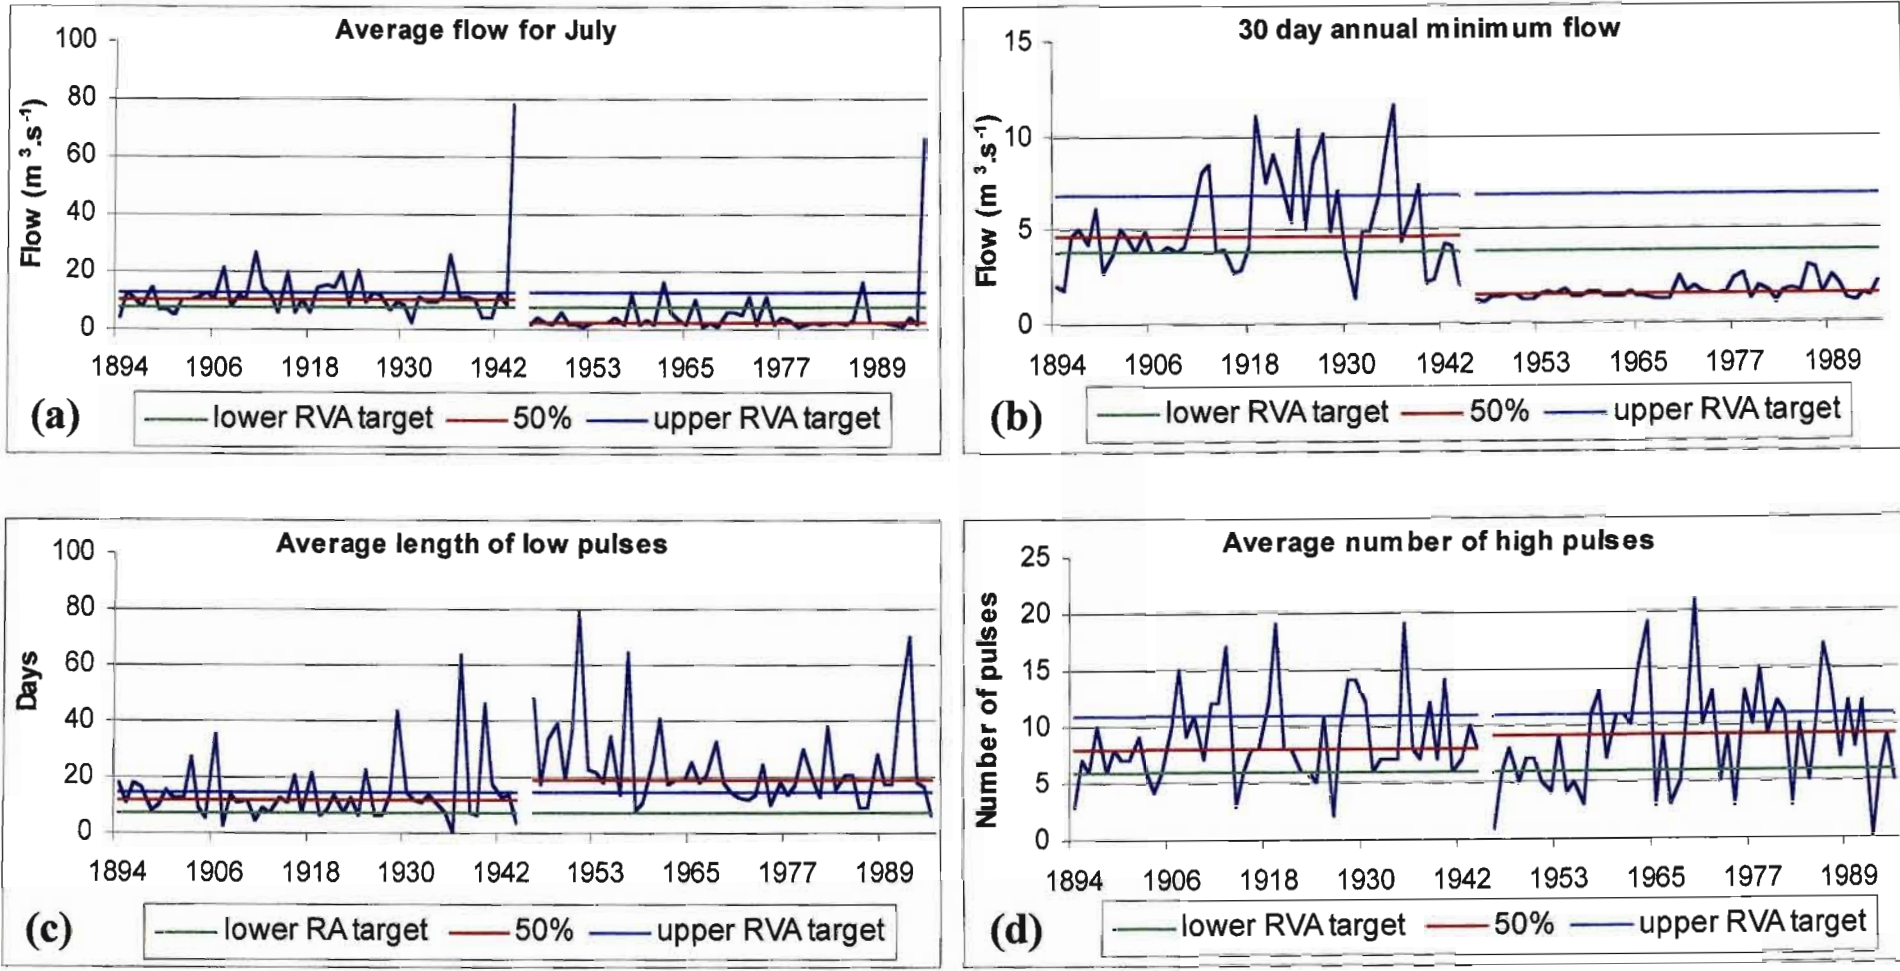 Average flow for July
Flow (m³.s⁻¹)
100
80
60
40
20
0
1894 1906 1918 1930 1942 1953 1965 1977 1989
(a)
lower RVA target 50% upper RVA target
30 day annual minimum flow
Flow (m³.s⁻¹)
15
10
5
0
1894 1906 1918 1930 1942 1953 1965 1977 1989
(b)
lower RVA target 50% upper RVA target
Average length of low pulses
Days
100
80
60
40
20
0
1894 1906 1918 1930 1942 1953 1965 1977 1989
(c)
lower RA target 50% upper RVA target
Average number of high pulses
Number of pulses
25
20
15
10
5
0
1894 1906 1918 1930 1942 1953 1965 1977 1989
(d)
lower RVA target 50% upper RVA target